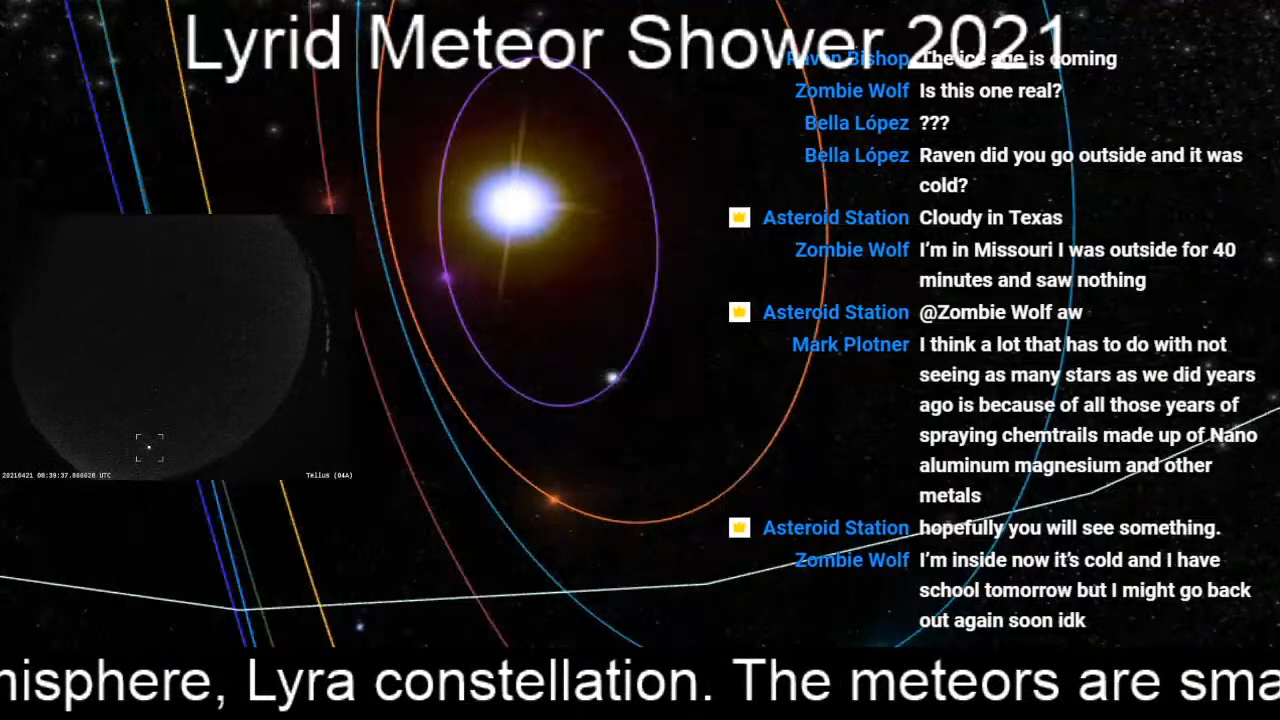 Lyrid Meteor Shower 2021
Raven Bishop The ice age is coming
Zombie Wolf Is this one real?
Bella López ???
Bella López Raven did you go outside and it was
cold?
Asteroid Station Cloudy in Texas
Zombie Wolf I'm in Missouri I was outside for 40
minutes and saw nothing
Asteroid Station @Zombie Wolf aw
Mark Plotner I think a lot that has to do with not
seeing as many stars as we did years
ago is because of all those years of
spraying chemtrails made up of Nano
aluminum magnesium and other
metals
Asteroid Station hopefully you will see something.
Zombie Wolf I'm inside now it's cold and I have
school tomorrow but I might go back
out again soon idk
Tellus (04A)
misphere, Lyra constellation. The meteors are sma